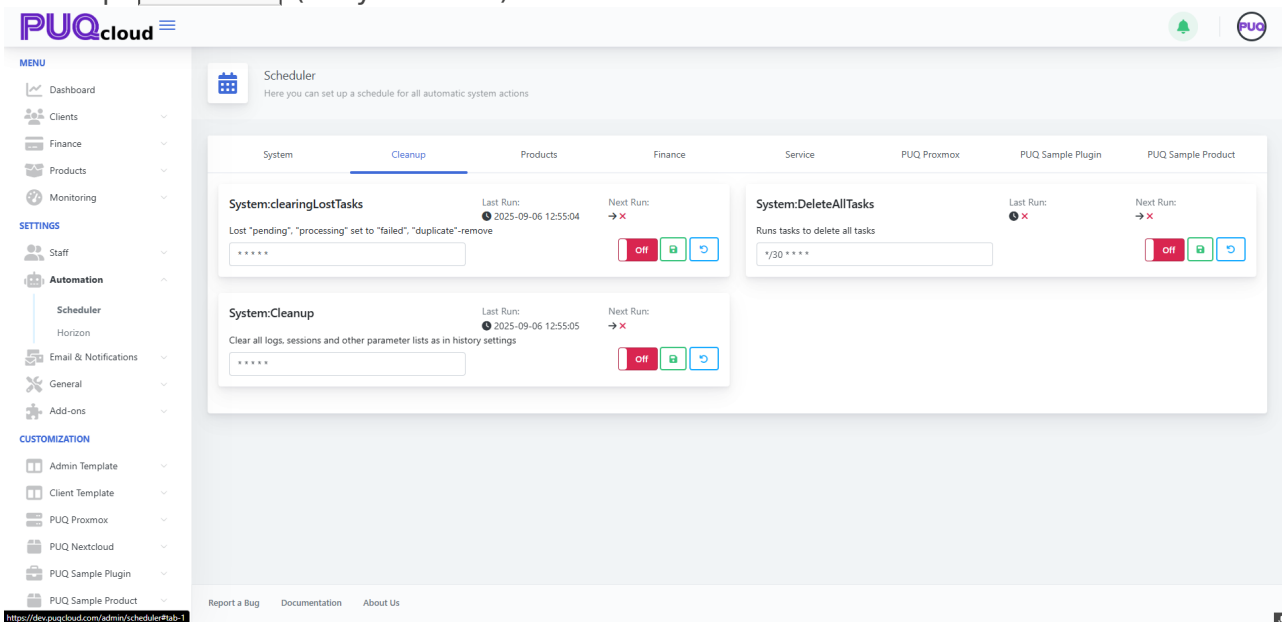 PUQcloud
PUQ
MENU
Dashboard
Clients
Finance
Products
Monitoring
SETTINGS
Staff
Automation
Scheduler
Horizon
Email & Notifications
General
Add-ons
CUSTOMIZATION
Admin Template
Client Template
PUQ Proxmox
PUQ Nextcloud
PUQ Sample Plugin
PUQ Sample Product
https://dev.puqcloud.com/admin/scheduler#tab-1
Scheduler
Here you can set up a schedule for all automatic system actions
System Cleanup Products Finance Service PUQ Proxmox PUQ Sample Plugin PUQ Sample Product
System:clearingLostTasks
Last Run: Next Run:
2025-09-06 12:55:04
Lost "pending", "processing" set to "failed", "duplicate"-remove
* * * * *
Off
System:DeleteAllTasks
Last Run: Next Run:
Runs tasks to delete all tasks
*/30 * * * *
Off
System:Cleanup
Last Run: Next Run:
2025-09-06 12:55:05
Clear all logs, sessions and other parameter lists as in history settings
* * * * *
Off
Report a Bug Documentation About Us